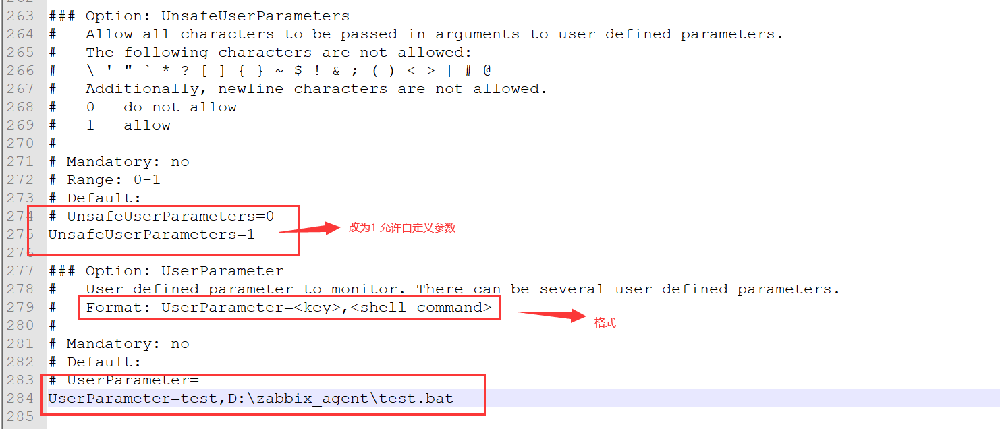 263 ### Option: UnsafeUserParameters
264 #   Allow all characters to be passed in arguments to user-defined parameters.
265 #   The following characters are not allowed:
266 #   \ ' " ` * ? [ ] { } ~ $ ! & ; ( ) < > | # @
267 #   Additionally, newline characters are not allowed.
268 #   0 - do not allow
269 #   1 - allow
270 #
271 # Mandatory: no
272 # Range: 0-1
273 # Default:
274 # UnsafeUserParameters=0
275 UnsafeUserParameters=1
改为1 允许自定义参数
276
277 ### Option: UserParameter
278 #   User-defined parameter to monitor. There can be several user-defined parameters.
279 #   Format: UserParameter=<key>,<shell command>
格式
280 #
281 # Mandatory: no
282 # Default:
283 # UserParameter=
284 UserParameter=test,D:\zabbix_agent\test.bat
285